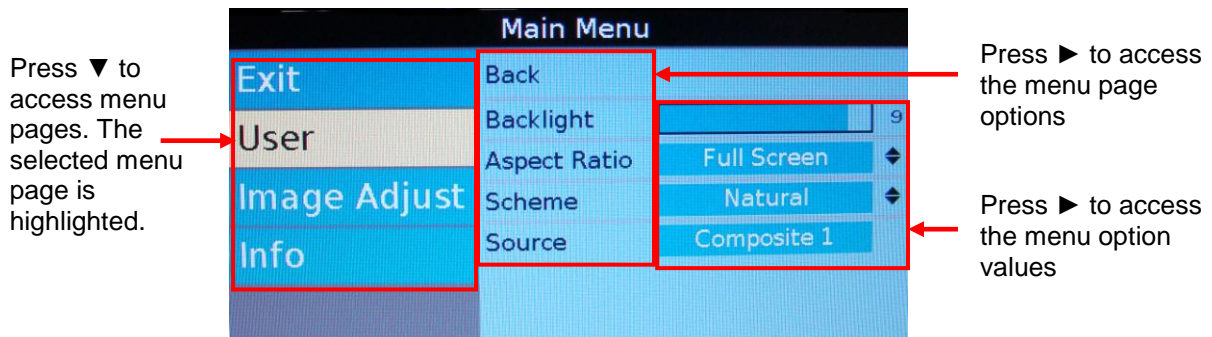 Main Menu
Press ▼ to
access menu
pages. The
selected menu
page is
highlighted.
Exit
User
Image Adjust
Info
Back
Backlight 9
Aspect Ratio Full Screen
Scheme Natural
Source Composite 1
Press ► to access
the menu page
options
Press ► to access
the menu option
values